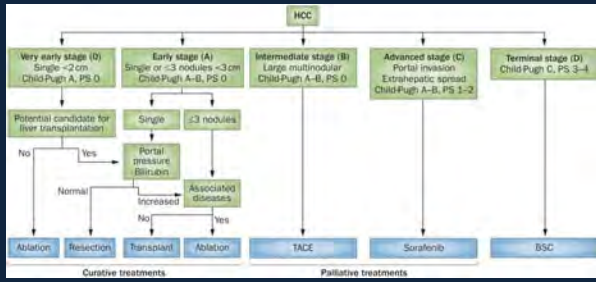 HCC
Very early stage (0)
Single <2cm
Child-Pugh A, PS 0
Early stage (A)
Single or ≤3 nodules <3cm
Child-Pugh A–B, PS 0
Intermediate stage (B)
Large multinodular
Child-Pugh A–B, PS 0
Advanced stage (C)
Portal invasion
Extrahepatic spread
Child-Pugh A–B, PS 1–2
Terminal stage (D)
Child-Pugh C, PS 3–4
Potential candidate for
liver transplantation
Single
≤3 nodules
No
Yes
Portal
pressure
Bilirubin
Normal
Increased
Associated
diseases
No
Yes
Ablation
Resection
Transplant
Ablation
TACE
Sorafenib
BSC
Curative treatments
Palliative treatments